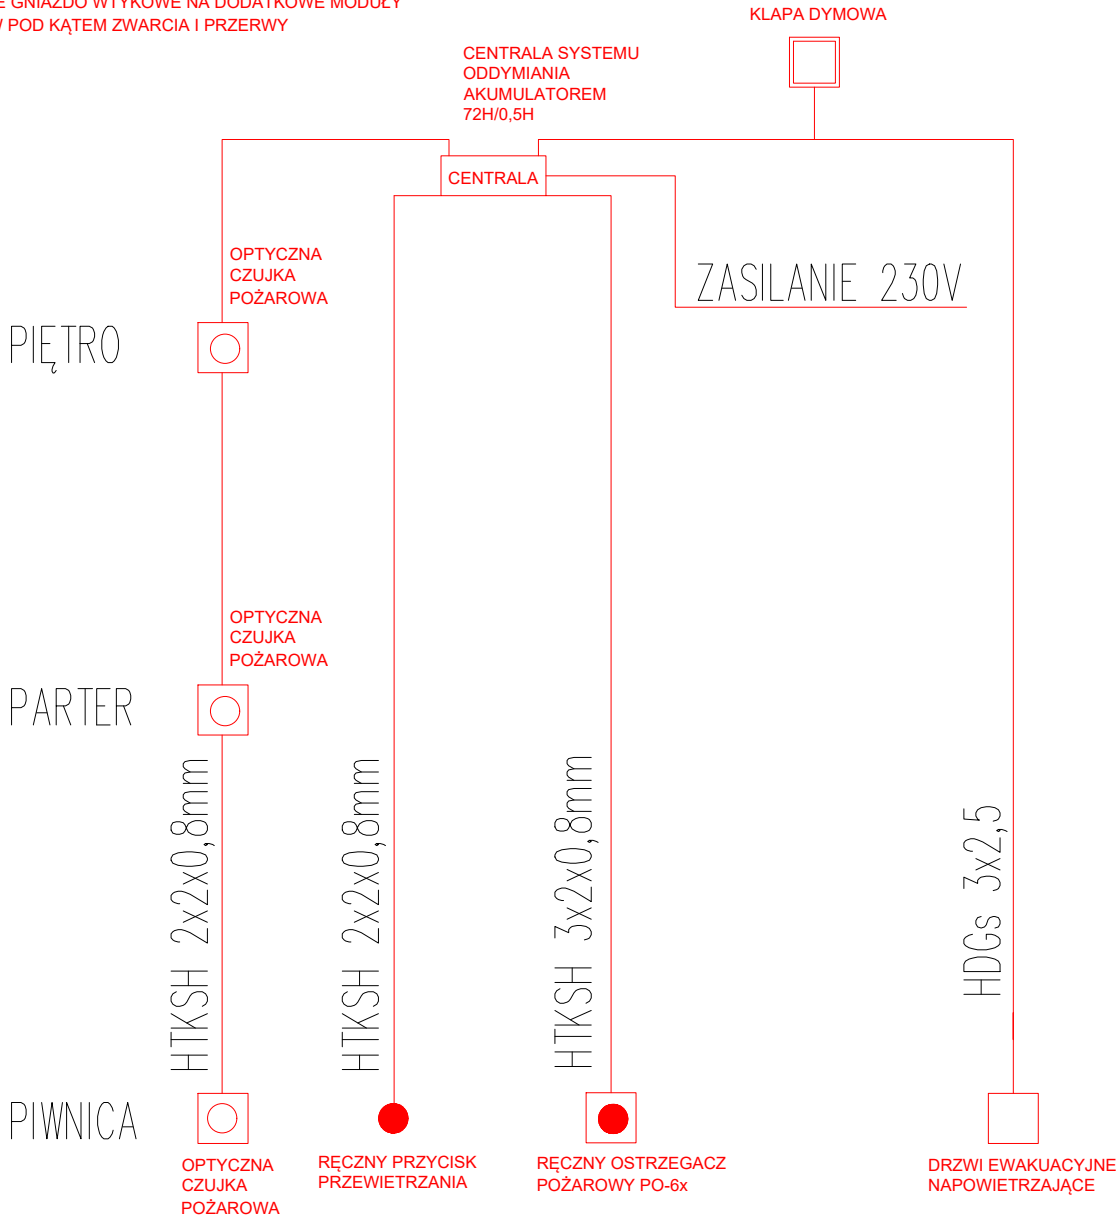 GNIAZDO WTYKOWE NA DODATKOWE MODUŁY
POD KĄTEM ZWARCIA I PRZERWY
KLAPA DYMOWA
CENTRALA SYSTEMU
ODDYMIANIA
AKUMULATOREM
72H/0,5H
CENTRALA
OPTYCZNA
CZUJKA
POŻAROWA
ZASILANIE 230V
PIĘTRO
OPTYCZNA
CZUJKA
POŻAROWA
PARTER
HTKSH 2x2x0,8mm
HTKSH 2x2x0,8mm
HTKSH 3x2x0,8mm
HDGs 3x2,5
PIWNICA
OPTYCZNA
CZUJKA
POŻAROWA
RĘCZNY PRZYCISK
PRZEWIETRZANIA
RĘCZNY OSTRZEGACZ
POŻAROWY PO-6x
DRZWI EWAKUACYJNE
NAPOWIETRZAJĄCE